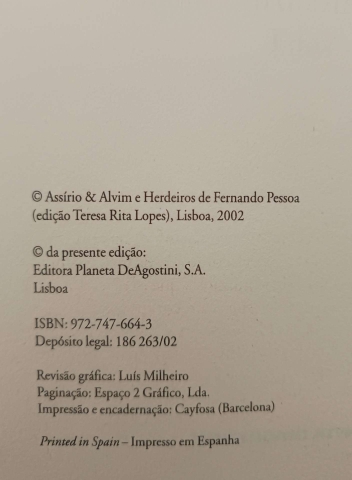 © Assírio & Alvim e Herdeiros de Fernando Pessoa
(edição Teresa Rita Lopes), Lisboa, 2002
© da presente edição:
Editora Planeta DeAgostini, S.A.
Lisboa
ISBN: 972-747-664-3
Depósito legal: 186 263/02
Revisão gráfica: Luís Milheiro
Paginação: Espaço 2 Gráfico, Lda.
Impressão e encadernação: Cayfosa (Barcelona)
Printed in Spain – Impresso em Espanha